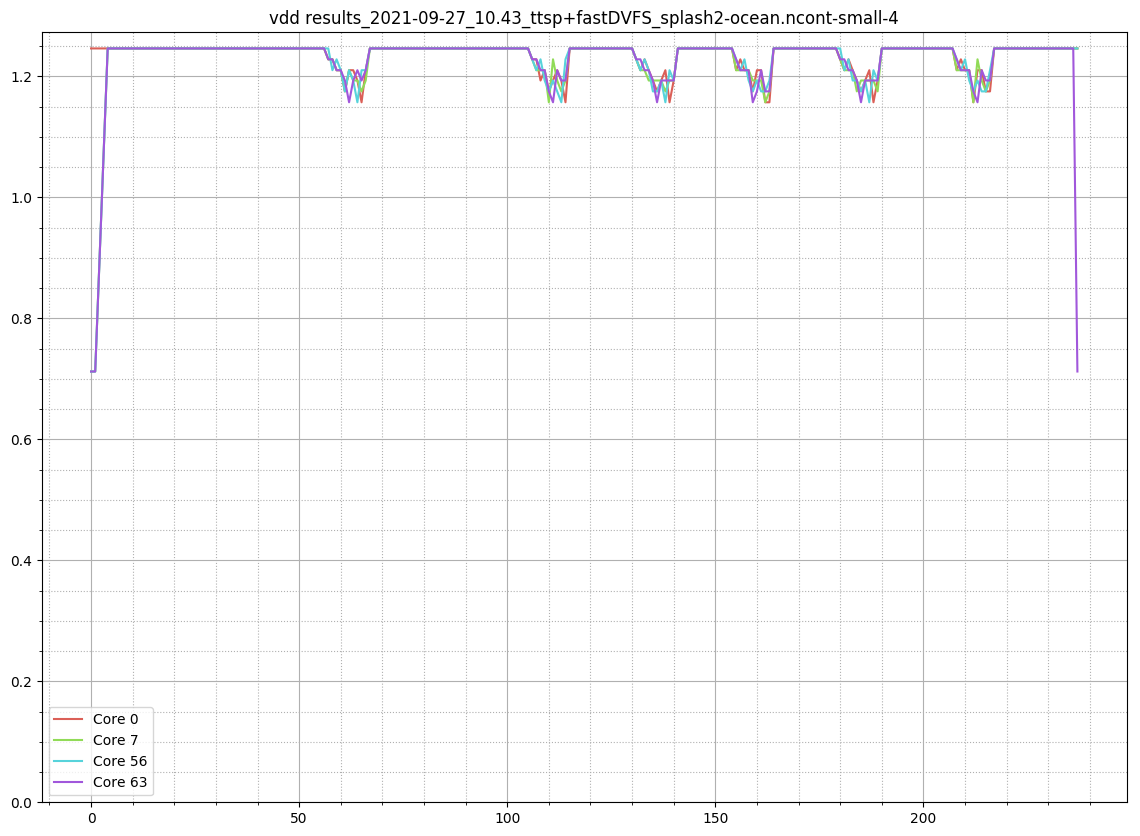 vdd results_2021-09-27_10.43_ttsp+fastDVFS_splash2-ocean.ncont-small-4
1.2
1.0
0.8
0.6
0.4
0.2
0.0
Core 0
Core 7
Core 56
Core 63
0 50 100 150 200